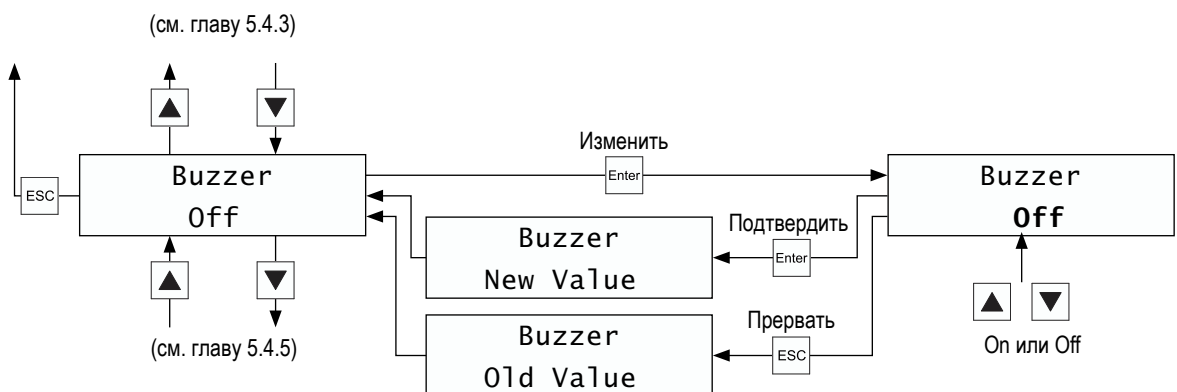 (см. главу 5.4.3)
Изменить
Buzzer
Off
ESC
Enter
Buzzer
Off
Подтвердить
Enter
Buzzer
New Value
Прервать
ESC
Buzzer
Old Value
(см. главу 5.4.5)
On или Off